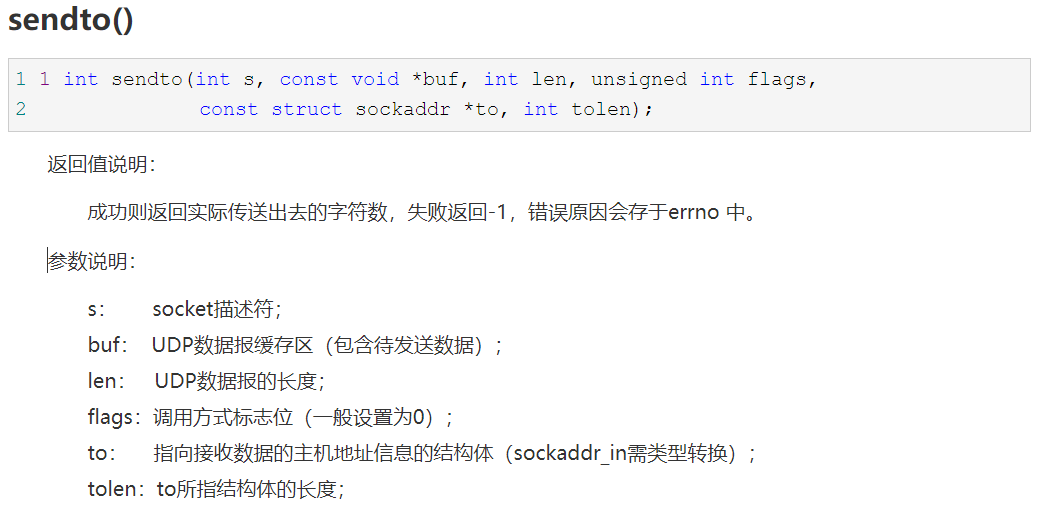 sendto()
1 1 int sendto(int s, const void *buf, int len, unsigned int flags,
2 const struct sockaddr *to, int tolen);
返回值说明：
成功则返回实际传送出去的字符数，失败返回-1，错误原因会存于errno 中。
参数说明：
s： socket描述符；
buf： UDP数据报缓存区（包含待发送数据）；
len： UDP数据报的长度；
flags：调用方式标志位（一般设置为0）；
to： 指向接收数据的主机地址信息的结构体（sockaddr_in需类型转换）；
tolen：to所指结构体的长度；